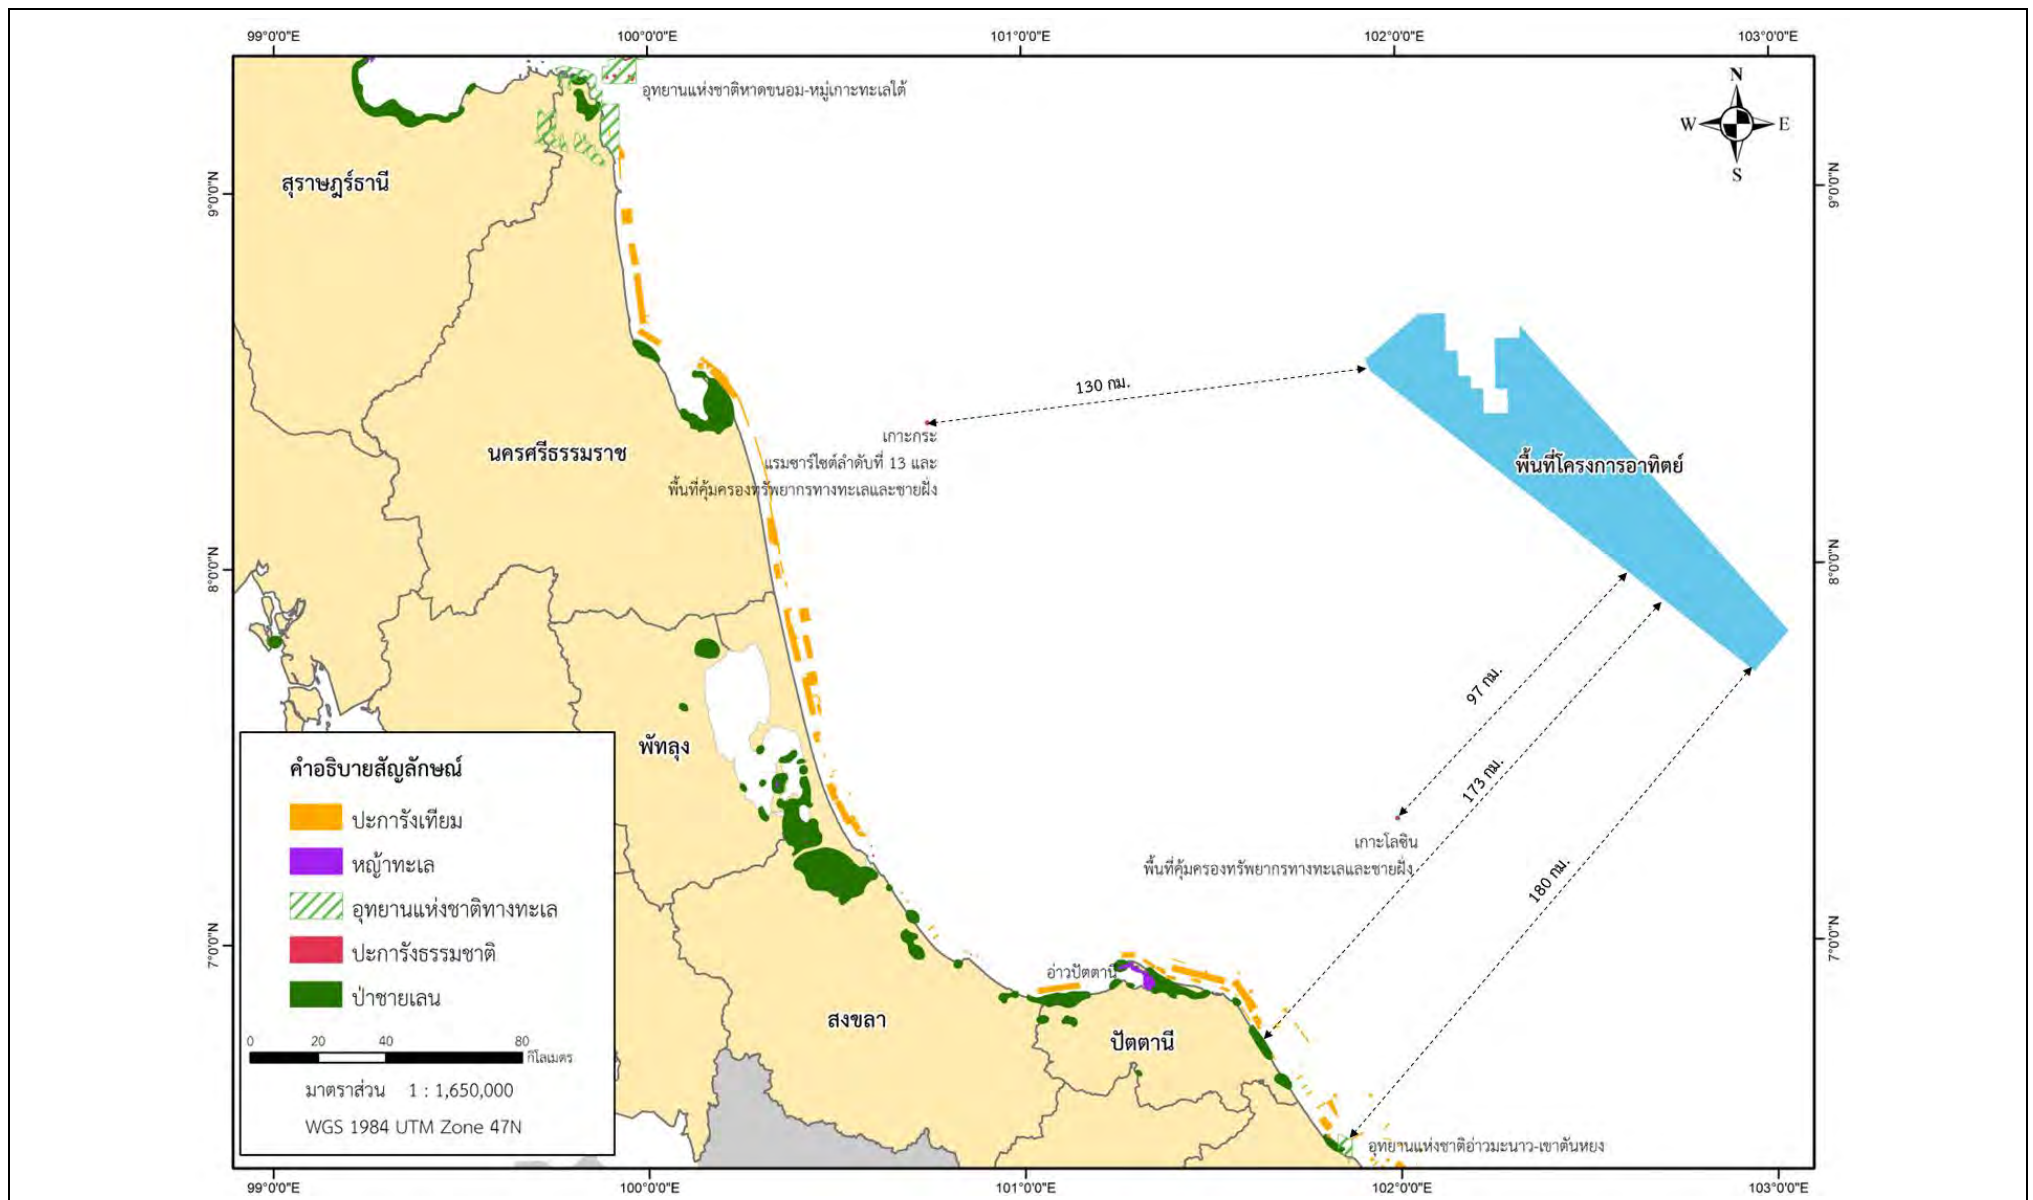 99°0'0"E
100°0'0"E
101°0'0"E
102°0'0"E
103°0'0"E
N
W
E
S
อุทยานแห่งชาติหาดขนอม-หมู่เกาะทะเลใต้
สุราษฎร์ธานี
9°0'0"N
9°0'0"N
130 กม.
เกาะกระ
แรมซาร์ไซต์ลำดับที่ 13 และ
พื้นที่คุ้มครองทรัพยากรทางทะเลและชายฝั่ง
นครศรีธรรมราช
พื้นที่โครงการอาทิตย์
8°0'0"N
8°0'0"N
97 กม.
173 กม.
180 กม.
พัทลุง
เกาะโลซิน
พื้นที่คุ้มครองทรัพยากรทางทะเลและชายฝั่ง
คำอธิบายสัญลักษณ์
ปะการังเทียม
หญ้าทะเล
อุทยานแห่งชาติทางทะเล
ปะการังธรรมชาติ
ป่าชายเลน
0 20 40 80
กิโลเมตร
มาตราส่วน 1 : 1,650,000
WGS 1984 UTM Zone 47N
7°0'0"N
7°0'0"N
อ่าวปัตตานี
สงขลา
ปัตตานี
อุทยานแห่งชาติอ่าวมะนาว-เขาตันหยง
99°0'0"E
100°0'0"E
101°0'0"E
102°0'0"E
103°0'0"E